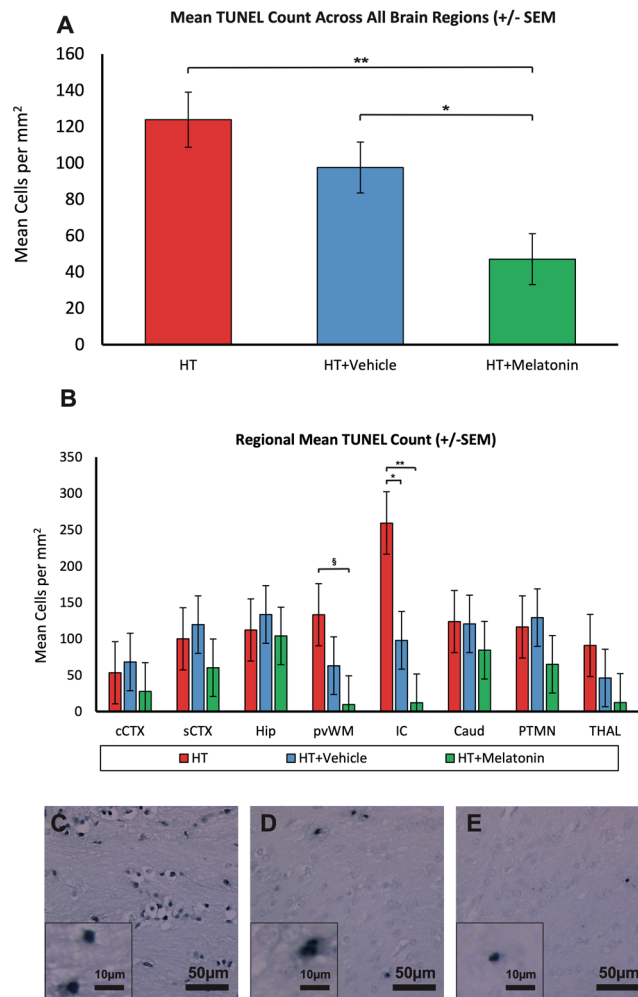 A
Mean TUNEL Count Across All Brain Regions (+/- SEM
160
140
120
100
80
60
40
20
0
Mean Cells per mm²
**
*
HT
HT+Vehicle
HT+Melatonin
B
Regional Mean TUNEL Count (+/-SEM)
350
300
250
200
150
100
50
0
Mean Cells per mm²
§
**
*
cCTX sCTX Hip pvWM IC Caud PTMN THAL
HT HT+Vehicle HT+Melatonin
C
10µm
50µm
D
10µm
50µm
E
10µm
50µm